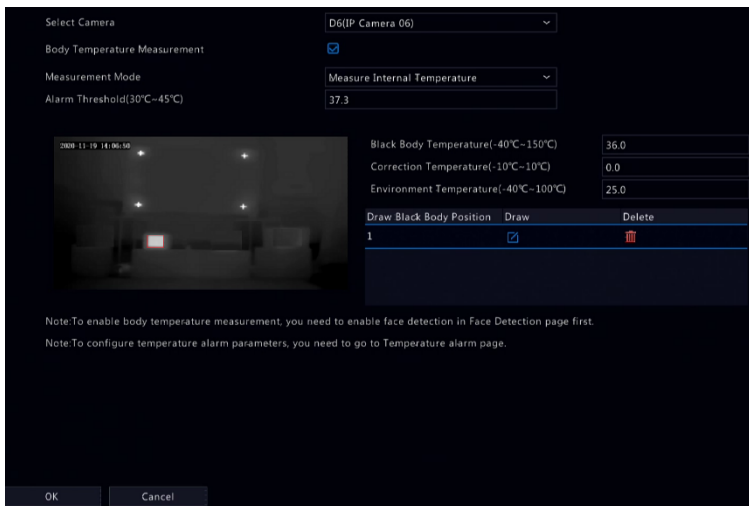 Select Camera D6(IP Camera 06)
Body Temperature Measurement
Measurement Mode Measure Internal Temperature
Alarm Threshold(30℃~45℃) 37.3
2020-11-19 14:06:50
Black Body Temperature(-40℃~150℃) 36.0
Correction Temperature(-10℃~10℃) 0.0
Environment Temperature(-40℃~100℃) 25.0
Draw Black Body Position Draw Delete
1
Note:To enable body temperature measurement, you need to enable face detection in Face Detection page first.
Note:To configure temperature alarm parameters, you need to go to Temperature alarm page.
OK Cancel